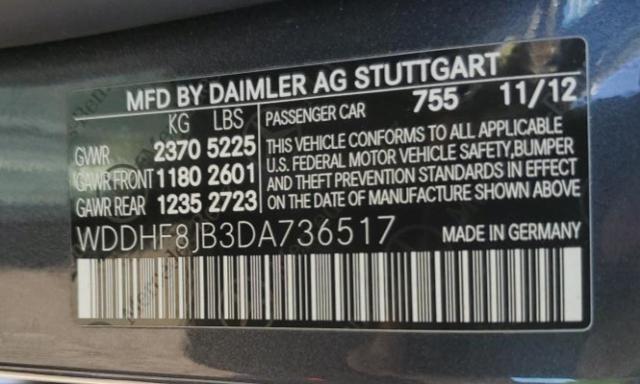 MFD BY DAIMLER AG STUTTGART
KG LBS
GVWR 2370 5225
GAWR FRONT 1180 2601
GAWR REAR 1235 2723
PASSENGER CAR 755 11/12
THIS VEHICLE CONFORMS TO ALL APPLICABLE
U.S. FEDERAL MOTOR VEHICLE SAFETY,BUMPER
AND THEFT PREVENTION STANDARDS IN EFFECT
ON THE DATE OF MANUFACTURE SHOWN ABOVE
WDDHF8JB3DA736517
MADE IN GERMANY